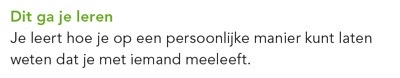 Dit ga je leren
Je leert hoe je op een persoonlijke manier kunt laten
weten dat je met iemand meeleeft.